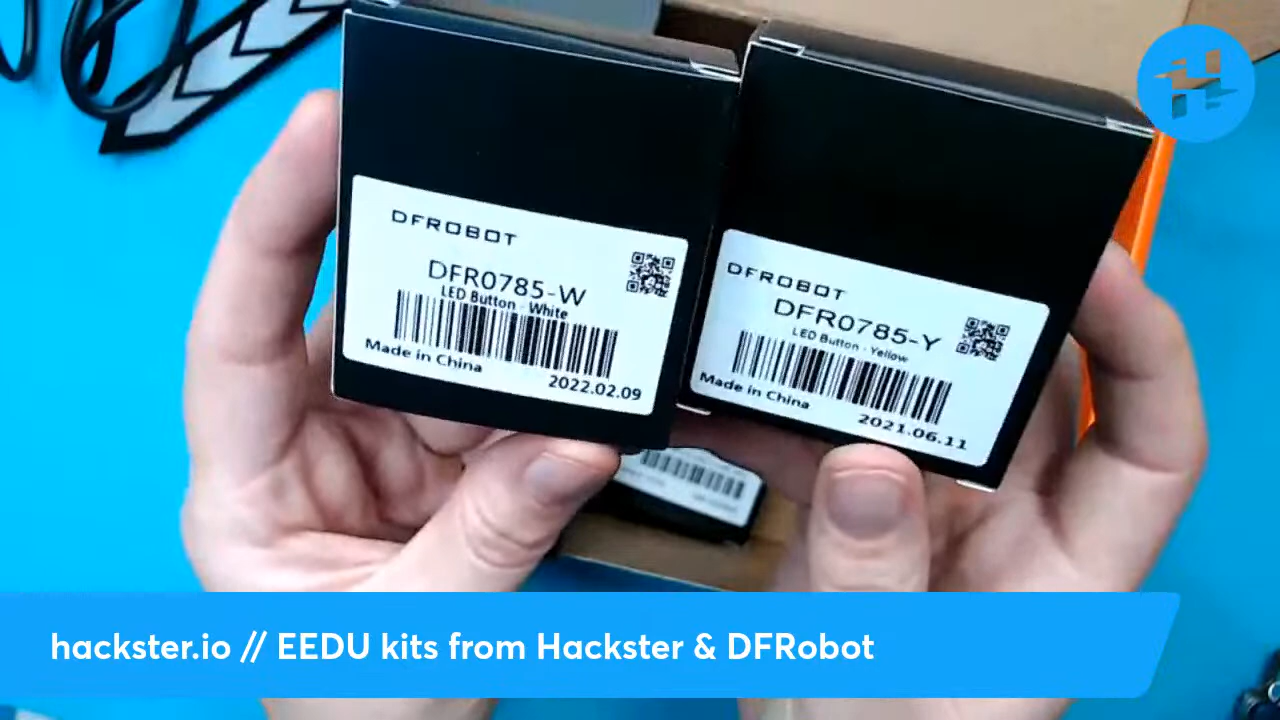 DFROBOT
DFR0785-W
LED Button - White
Made in China
2022.02.09
DFROBOT
DFR0785-Y
LED Button - Yellow
Made in China
2021.06.11
hackster.io // EEDU kits from Hackster & DFRobot